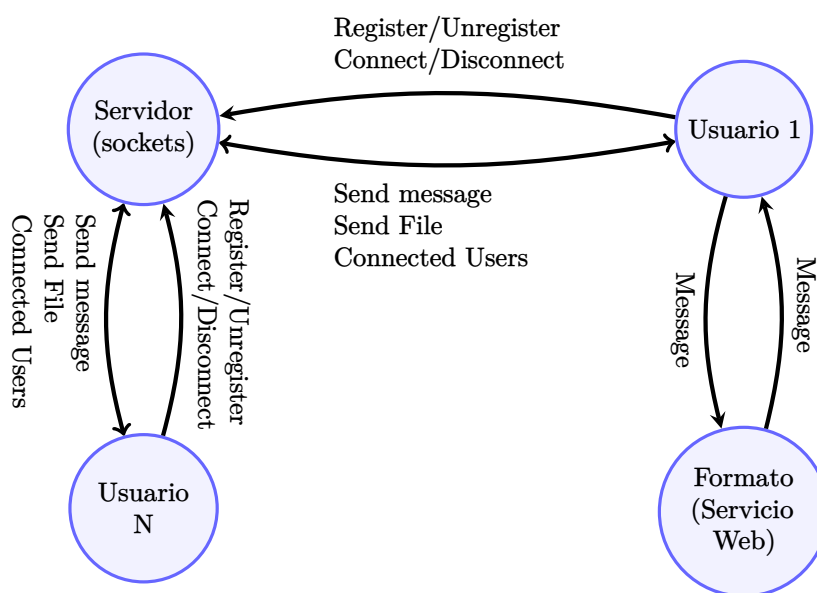 Register/Unregister
Connect/Disconnect
Servidor
(sockets)
Usuario 1
Send message
Send File
Connected Users
Send message
Send File
Connected Users
Register/Unregister
Connect/Disconnect
Message
Message
Usuario
N
Formato
(Servicio
Web)